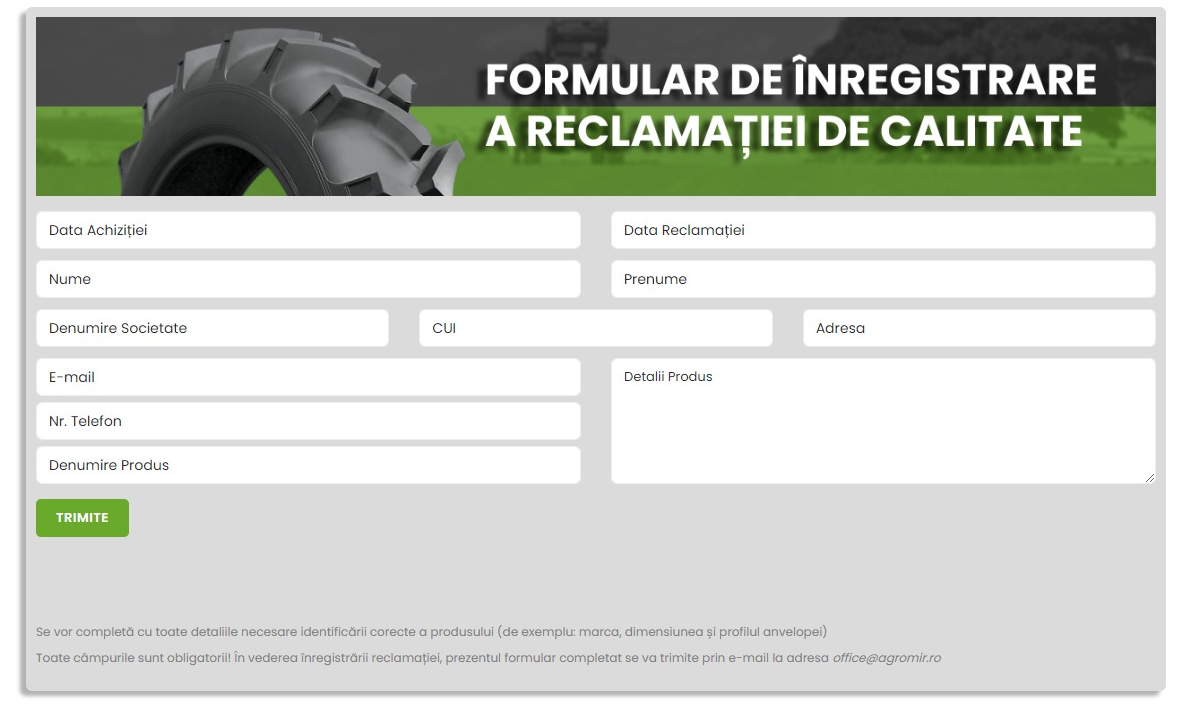 FORMULAR DE ÎNREGISTRARE
A RECLAMAȚIEI DE CALITATE
Data Achiziției
Data Reclamației
Nume
Prenume
Denumire Societate
CUI
Adresa
E-mail
Detalii Produs
Nr. Telefon
Denumire Produs
TRIMITE
Se vor completă cu toate detaliile necesare identificării corecte a produsului (de exemplu: marca, dimensiunea și profilul anvelopei)
Toate câmpurile sunt obligatorii! În vederea înregistrării reclamației, prezentul formular completat se va trimite prin e-mail la adresa office@agromir.ro